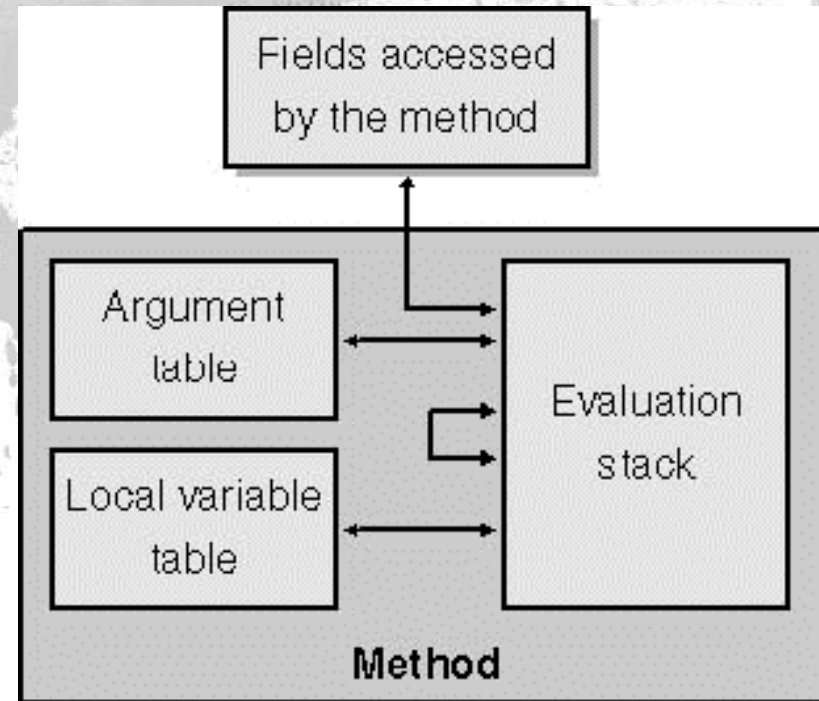 Fields accessed
by the method
Argument
table
Local variable
table
Evaluation
stack
Method